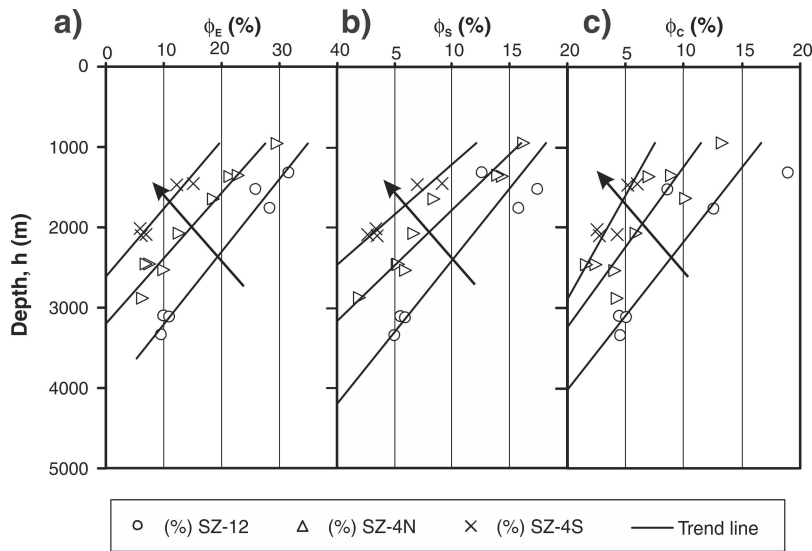 a) ϕE (%) b) ϕS (%) c) ϕC (%)
0 10 20 30 40 5 10 15 20 5 10 15 20
0
1000
2000
3000
4000
5000
Depth, h (m)
(%) SZ-12 (%) SZ-4N (%) SZ-4S Trend line